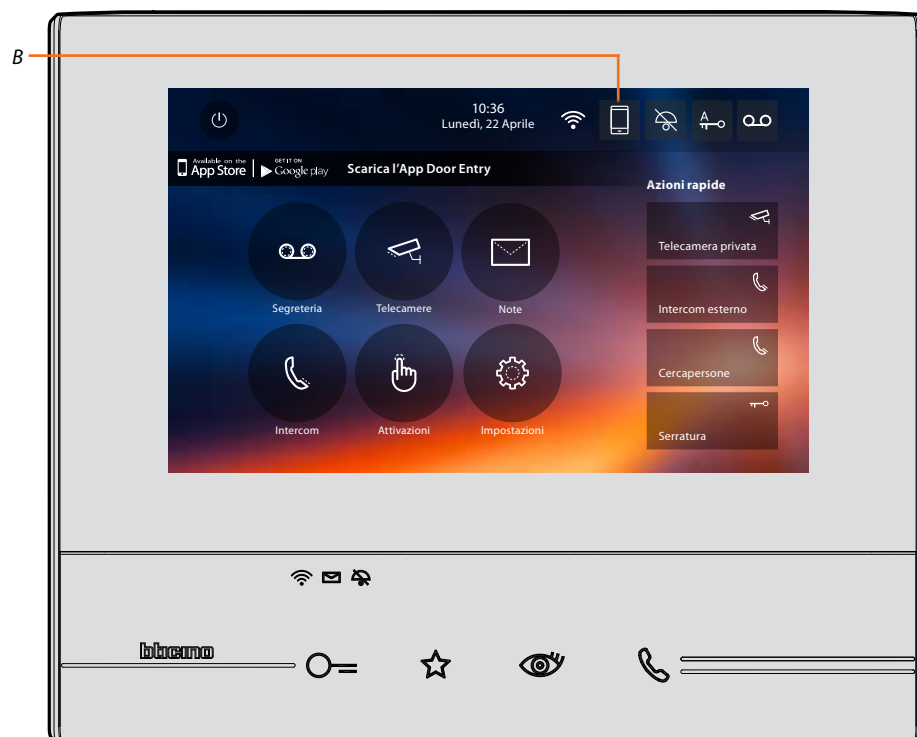 B
10:36
Lunedì, 22 Aprile
A
Available on the
App Store
GET IT ON
Google play
Scarica l'App Door Entry
Azioni rapide
Telecamera privata
Segreteria
Telecamere
Note
Intercom esterno
Cercapersone
Intercom
Attivazioni
Impostazioni
Serratura
bticino